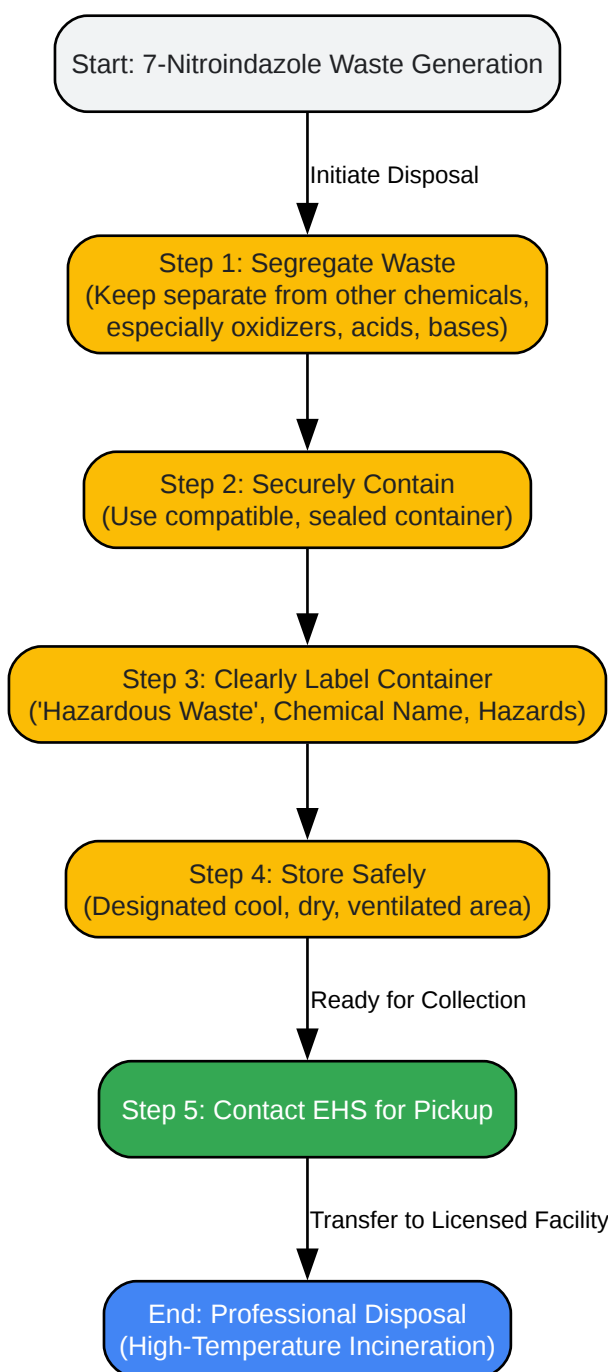 Start: 7-Nitroindazole Waste Generation
Initiate Disposal
Step 1: Segregate Waste
(Keep separate from other chemicals,
especially oxidizers, acids, bases)
Step 2: Securely Contain
(Use compatible, sealed container)
Step 3: Clearly Label Container
('Hazardous Waste', Chemical Name, Hazards)
Step 4: Store Safely
(Designated cool, dry, ventilated area)
Ready for Collection
Step 5: Contact EHS for Pickup
Transfer to Licensed Facility
End: Professional Disposal
(High-Temperature Incineration)